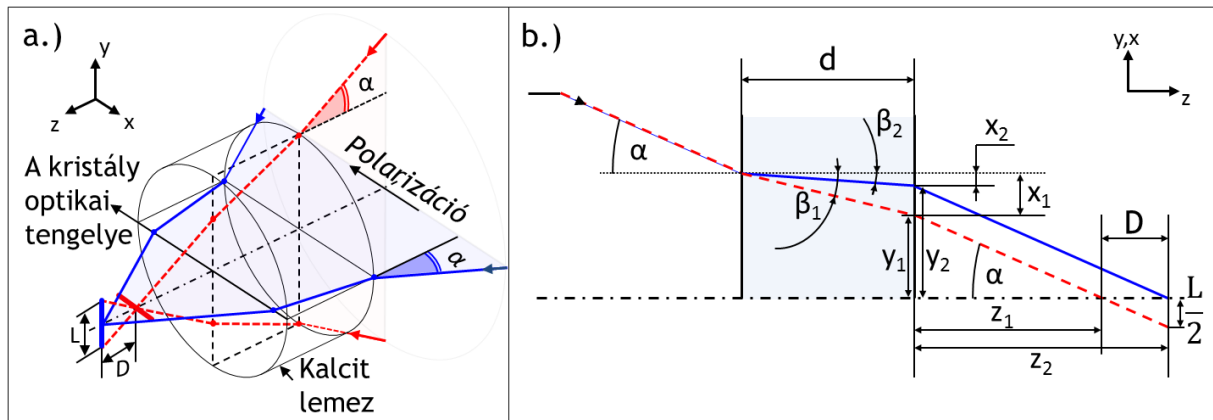 a.)
y
z
x
α
A kristály
optikai
tengelye
Polarizáció
α
L
D
Kalcit
lemez
b.)
y,x
z
d
α
β₂
x₂
β₁
x₁
D
y₁
y₂
α
z₁
z₂
L
2